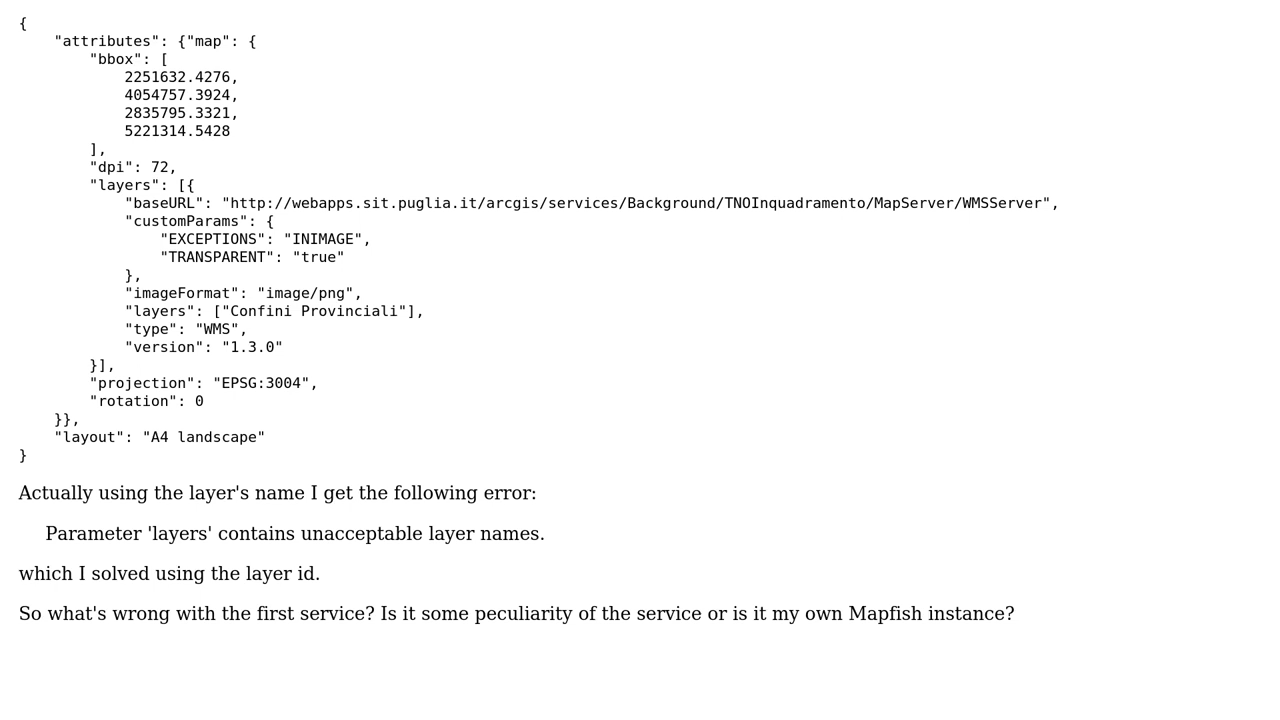 {
    "attributes": {"map": {
        "bbox": [
            2251632.4276,
            4054757.3924,
            2835795.3321,
            5221314.5428
        ],
        "dpi": 72,
        "layers": [{
            "baseURL": "http://webapps.sit.puglia.it/arcgis/services/Background/TNOInquadramento/MapServer/WMSServer",
            "customParams": {
                "EXCEPTIONS": "INIMAGE",
                "TRANSPARENT": "true"
            },
            "imageFormat": "image/png",
            "layers": ["Confini Provinciali"],
            "type": "WMS",
            "version": "1.3.0"
        }],
        "projection": "EPSG:3004",
        "rotation": 0
    }},
    "layout": "A4 landscape"
}
Actually using the layer's name I get the following error:
Parameter 'layers' contains unacceptable layer names.
which I solved using the layer id.
So what's wrong with the first service? Is it some peculiarity of the service or is it my own Mapfish instance?